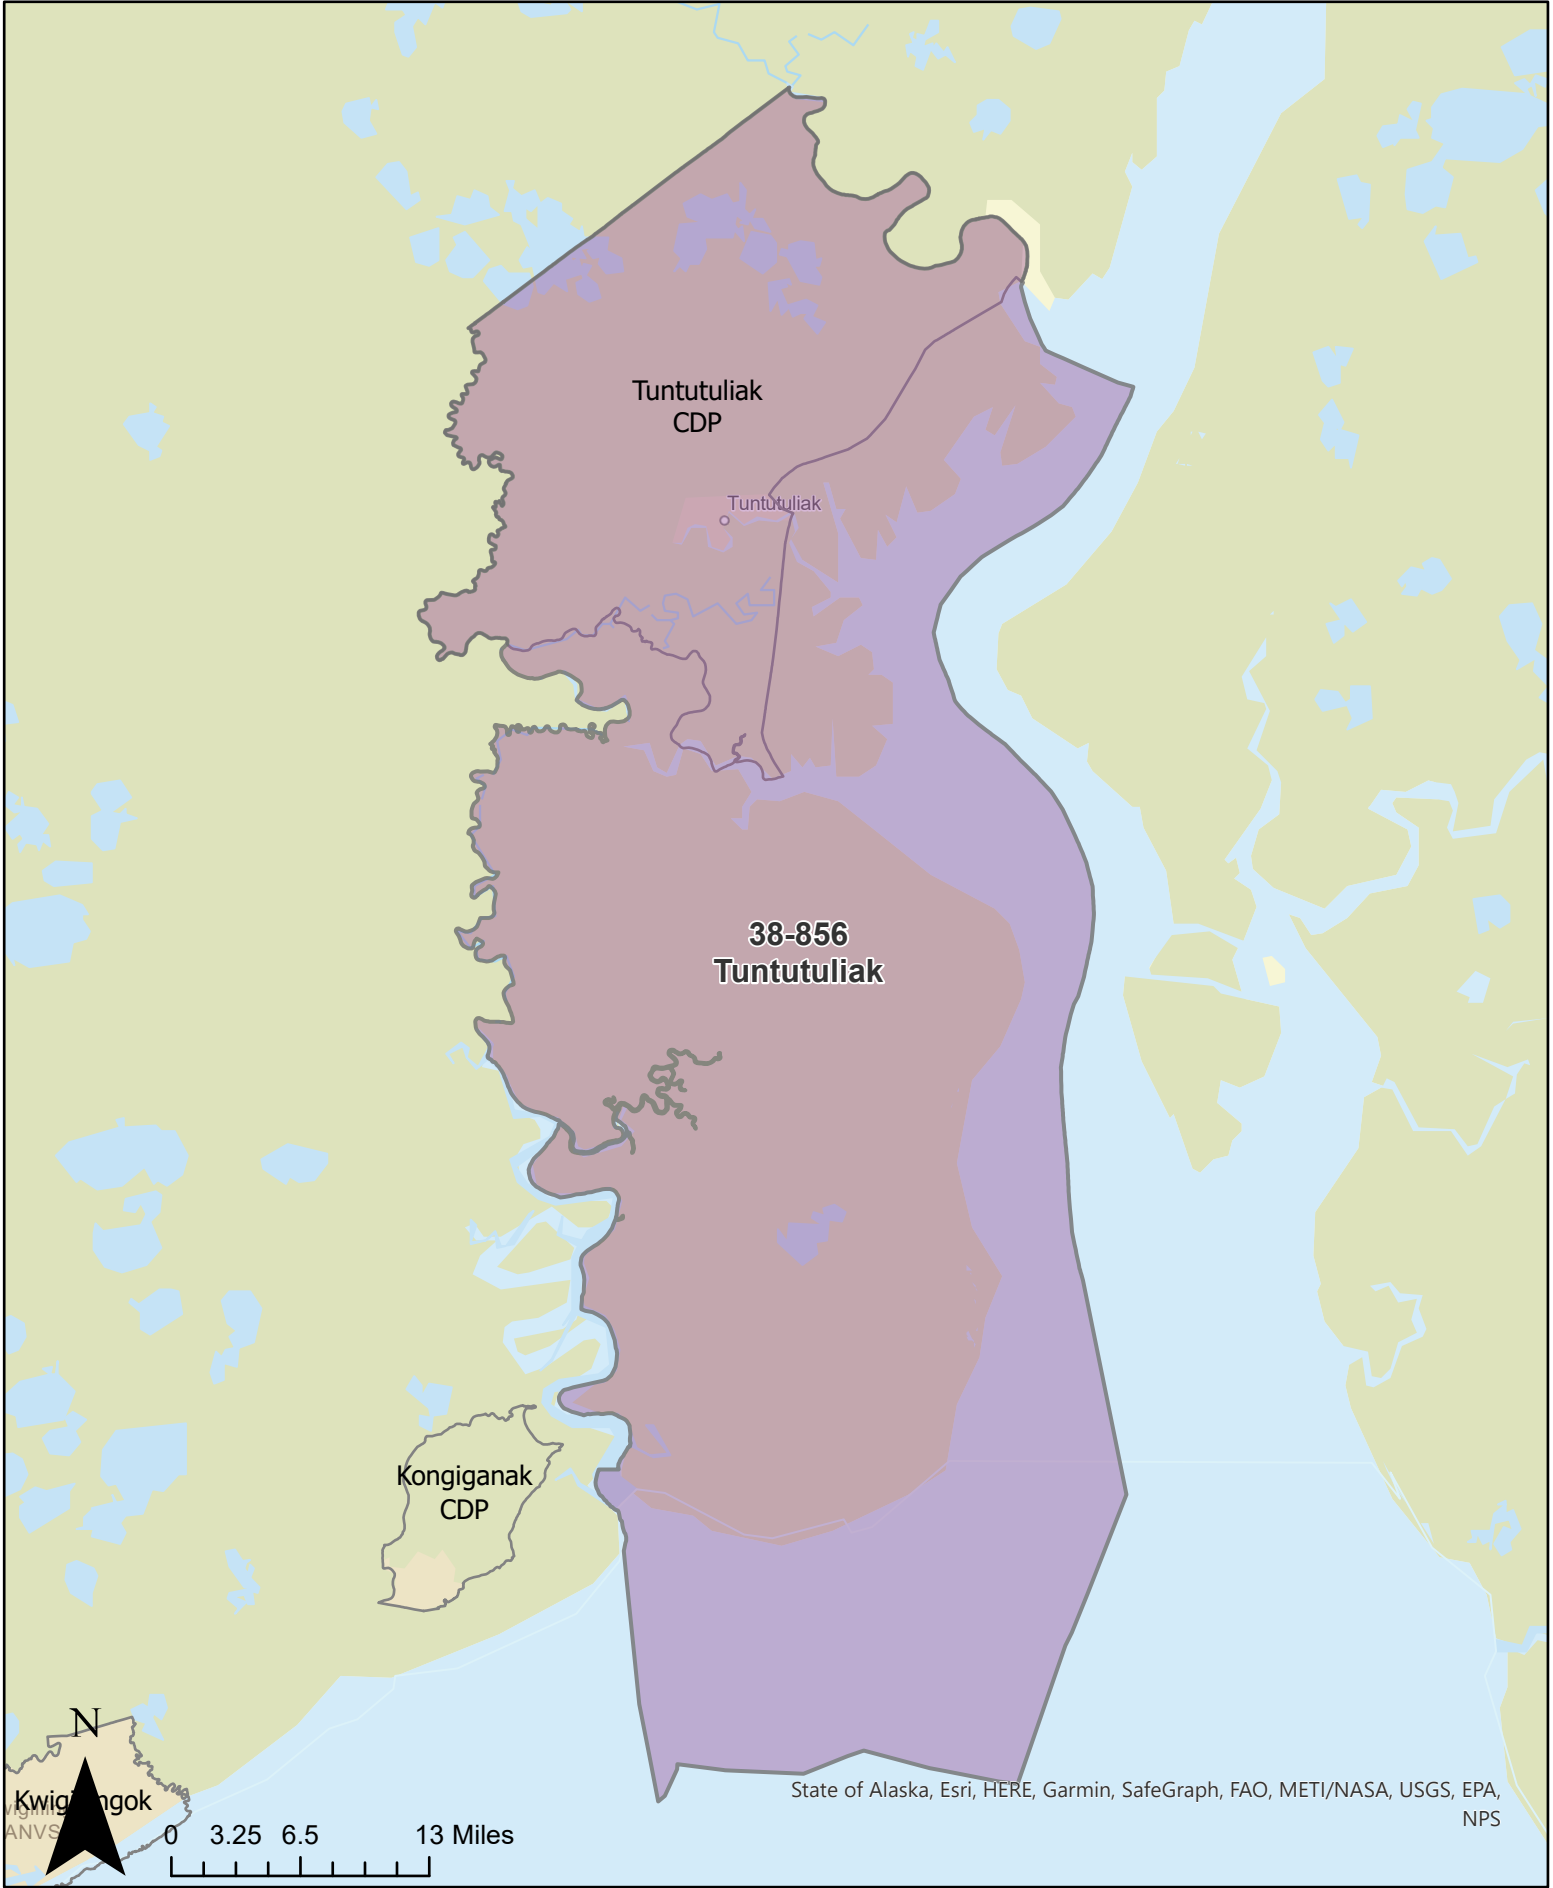 Tuntutuliak
CDP
Tuntutuliak
38-856
Tuntutuliak
Kongiganak
CDP
N
ANVS
0 3.25 6.5 13 Miles
State of Alaska, Esri, HERE, Garmin, SafeGraph, FAO, METI/NASA, USGS, EPA,
NPS